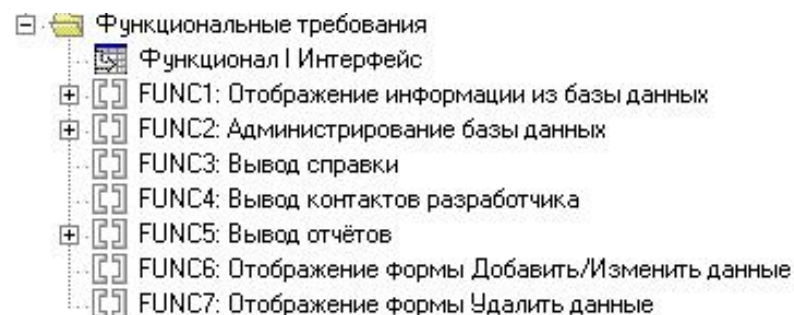 Функциональные требования
Функционал | Интерфейс
FUNC1: Отображение информации из базы данных
FUNC2: Администрирование базы данных
FUNC3: Вывод справки
FUNC4: Вывод контактов разработчика
FUNC5: Вывод отчётов
FUNC6: Отображение формы Добавить/Изменить данные
FUNC7: Отображение формы Удалить данные